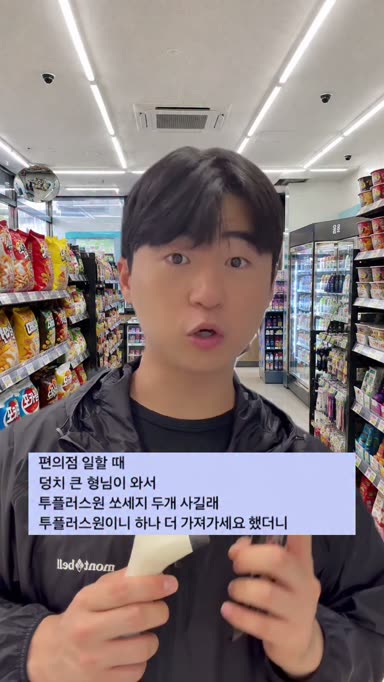 편의점 일할 때
덩치 큰 형님이 와서
투플러스원 쏘세지 두개 사길래
투플러스원이니 하나 더 가져가세요 했더니
mont-bell